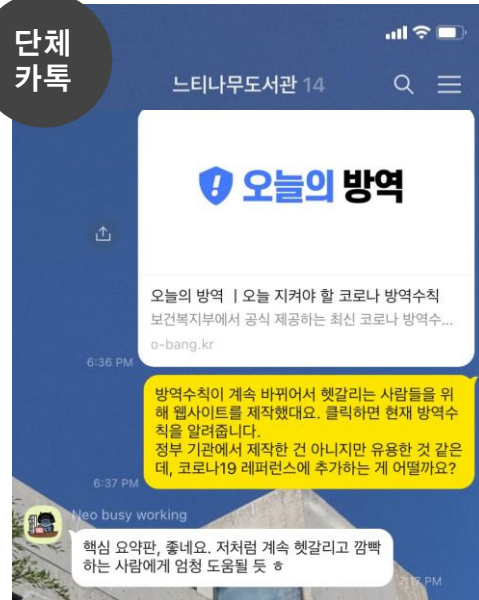 단체
카톡
느티나무도서관 14
오늘의 방역
오늘의 방역 ㅣ오늘 지켜야 할 코로나 방역수칙
보건복지부에서 공식 제공하는 최신 코로나 방역수...
o-bang.kr
6:36 PM
방역수칙이 계속 바뀌어서 헷갈리는 사람들을 위
해 웹사이트를 제작했대요. 클릭하면 현재 방역수
칙을 알려줍니다.
정부 기관에서 제작한 건 아니지만 유용한 것 같은
데, 코로나19 레퍼런스에 추가하는 게 어떨까요?
6:37 PM
Neo busy working
핵심 요약판, 좋네요. 저처럼 계속 헷갈리고 깜빡
하는 사람에게 엄청 도움될 듯 ㅎ
7:17 PM